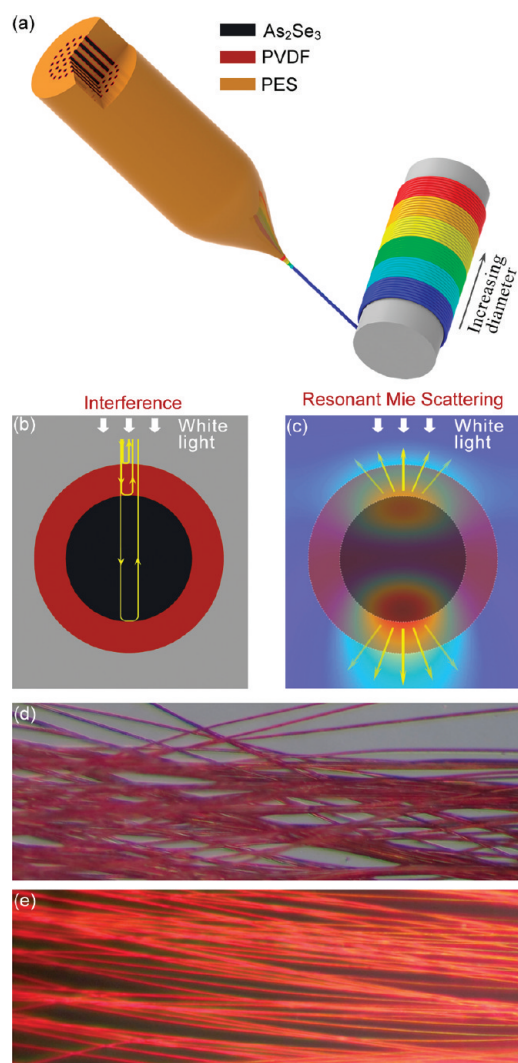 (a)
As₂Se₃
PVDF
PES
Increasing
diameter
Interference
Resonant Mie Scattering
(b)
White
light
(c)
White
light
(d)
(e)